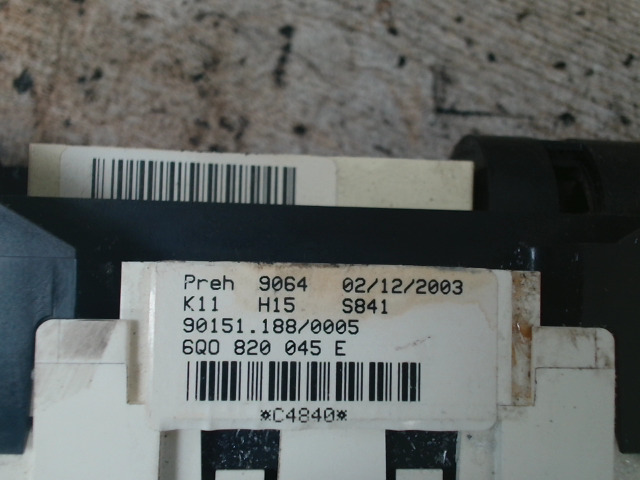 Preh 9064 02/12/2003
K11 H15 S841
90151.188/0005
6Q0 820 045 E
*C4840*